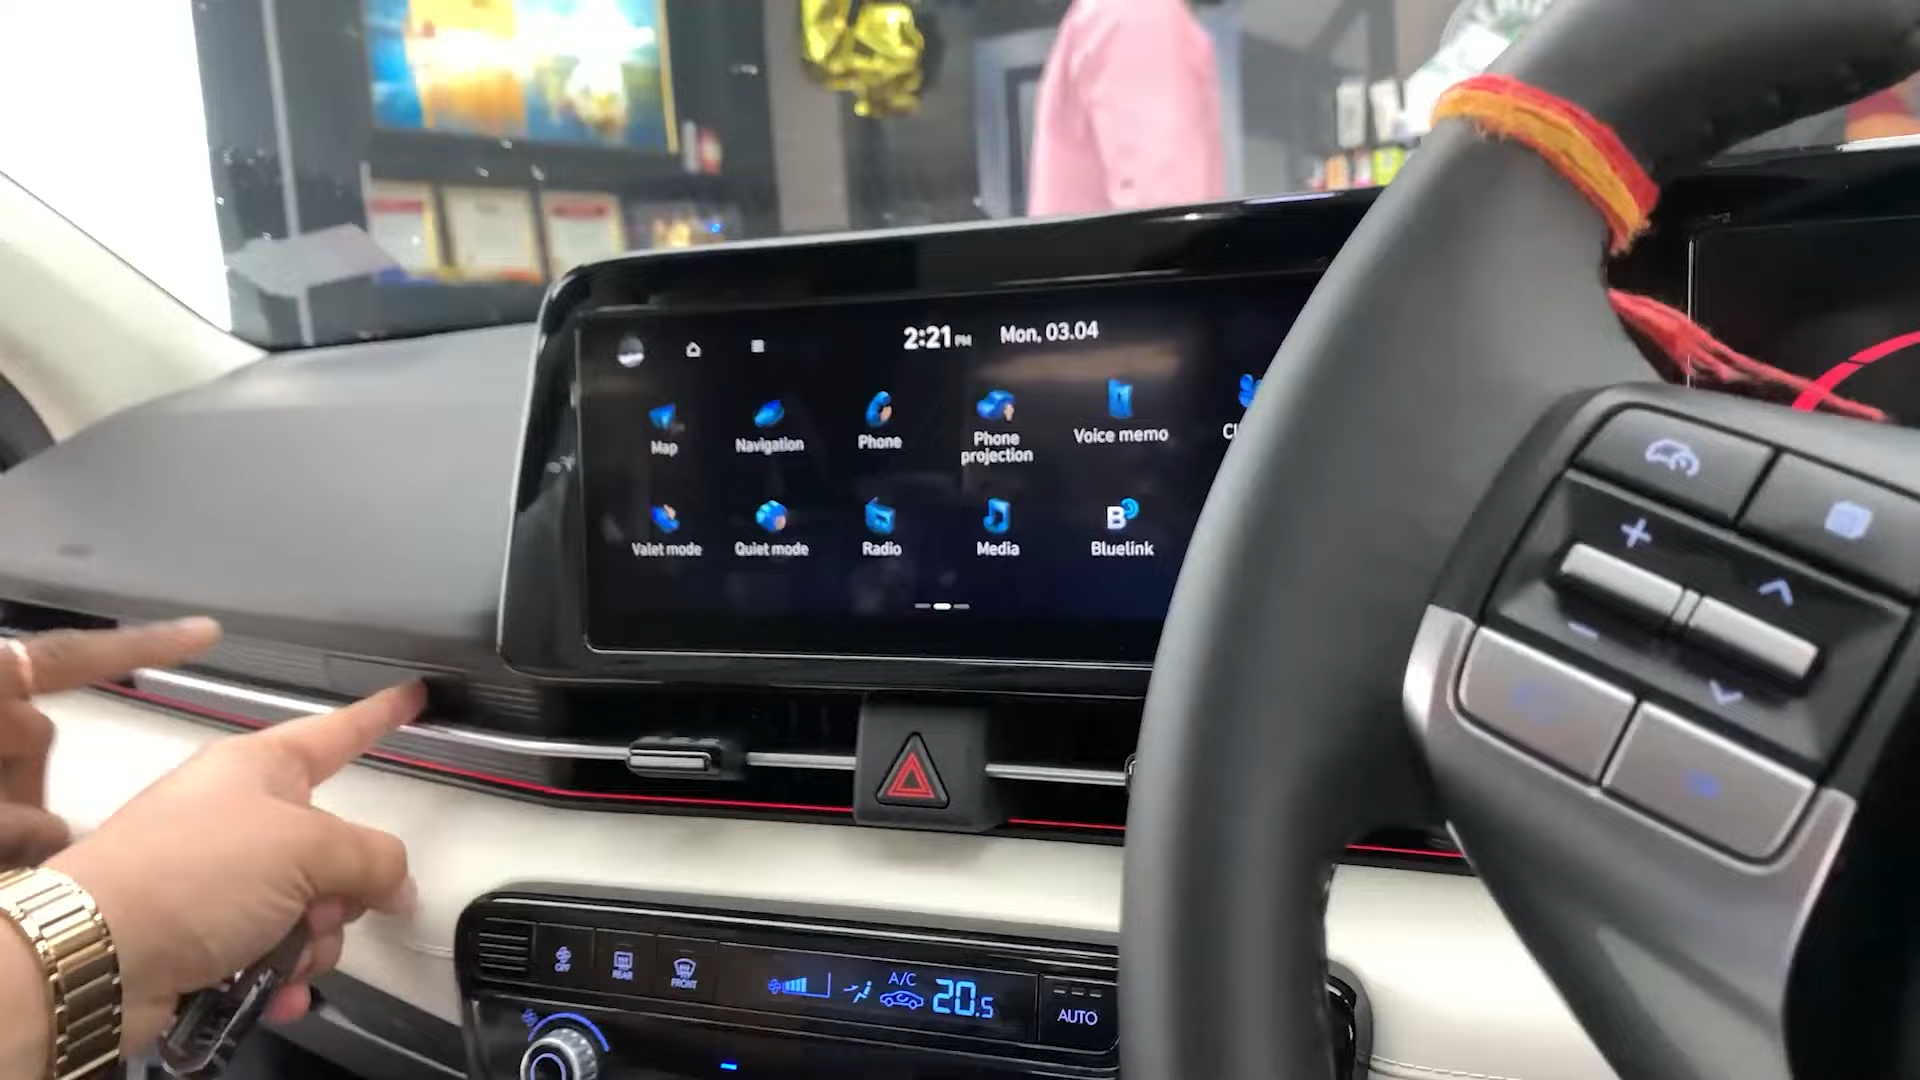 2:21 PM Mon, 03.04
Map Navigation Phone Phone projection Voice memo
Valet mode Quiet mode Radio Media Bluelink
OFF REAR FRONT A/C 20.5 AUTO